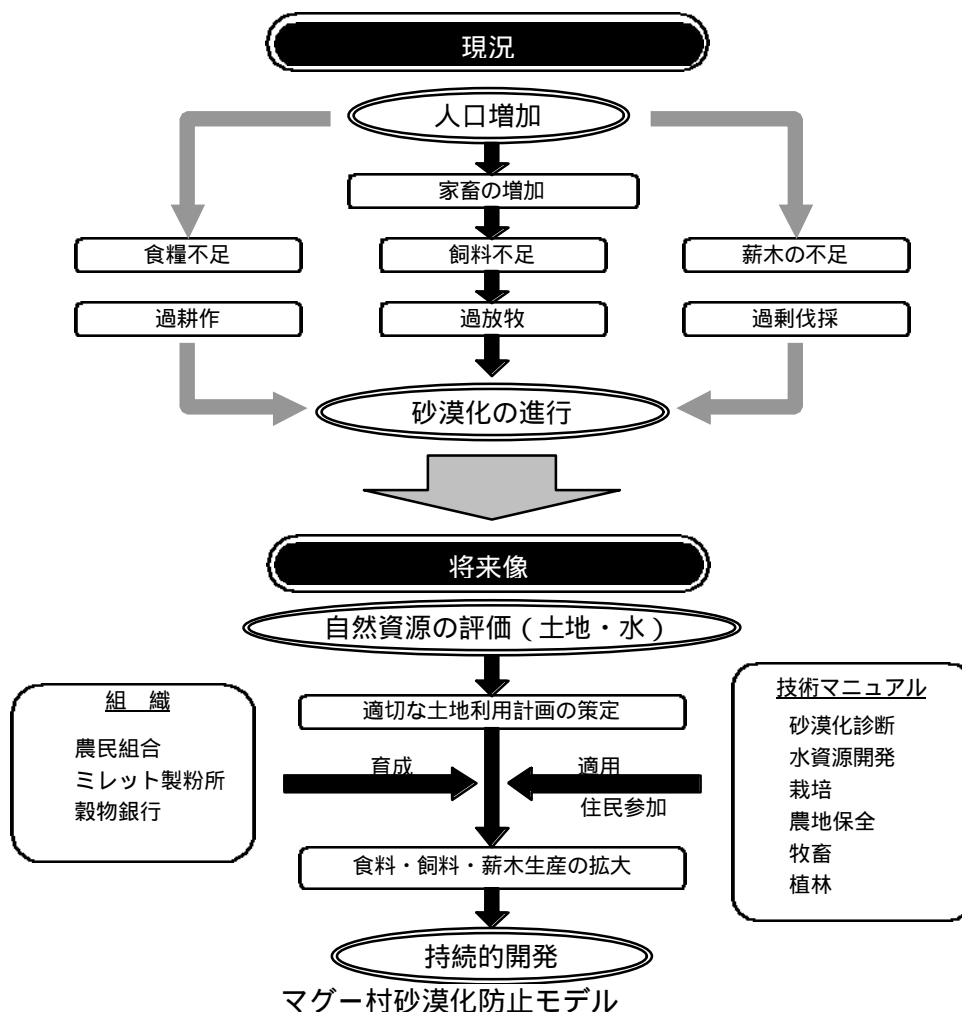 現況
人口増加
家畜の増加
食糧不足
飼料不足
薪木の不足
過耕作
過放牧
過剰伐採
砂漠化の進行
将来像
自然資源の評価(土地・水)
組 織
農民組合
ミレット製粉所
穀物銀行
適切な土地利用計画の策定
育成
適用
住民参加
技術マニュアル
砂漠化診断
水資源開発
栽培
農地保全
牧畜
植林
食料・飼料・薪木生産の拡大
持続的開発
マグー村砂漠化防止モデル